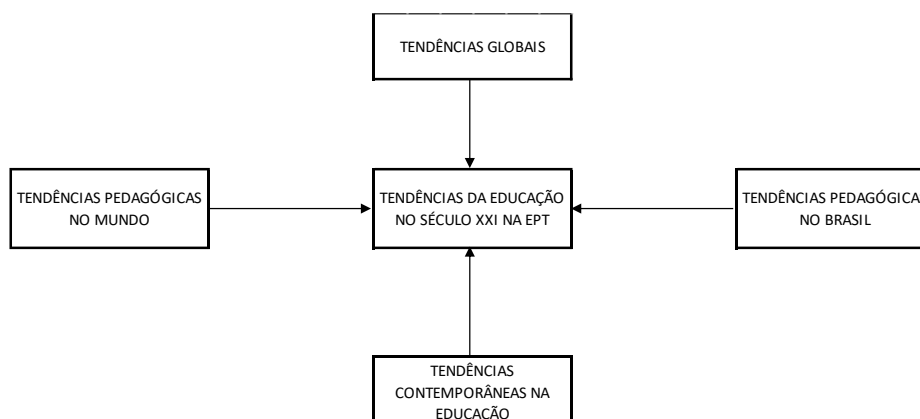 TENDÊNCIAS GLOBAIS
TENDÊNCIAS PEDAGÓGICAS
NO MUNDO
TENDÊNCIAS DA EDUCAÇÃO
NO SÉCULO XXI NA EPT
TENDÊNCIAS PEDAGÓGICA
NO BRASIL
TENDÊNCIAS
CONTEMPORÂNEAS NA
EDUCAÇÃO